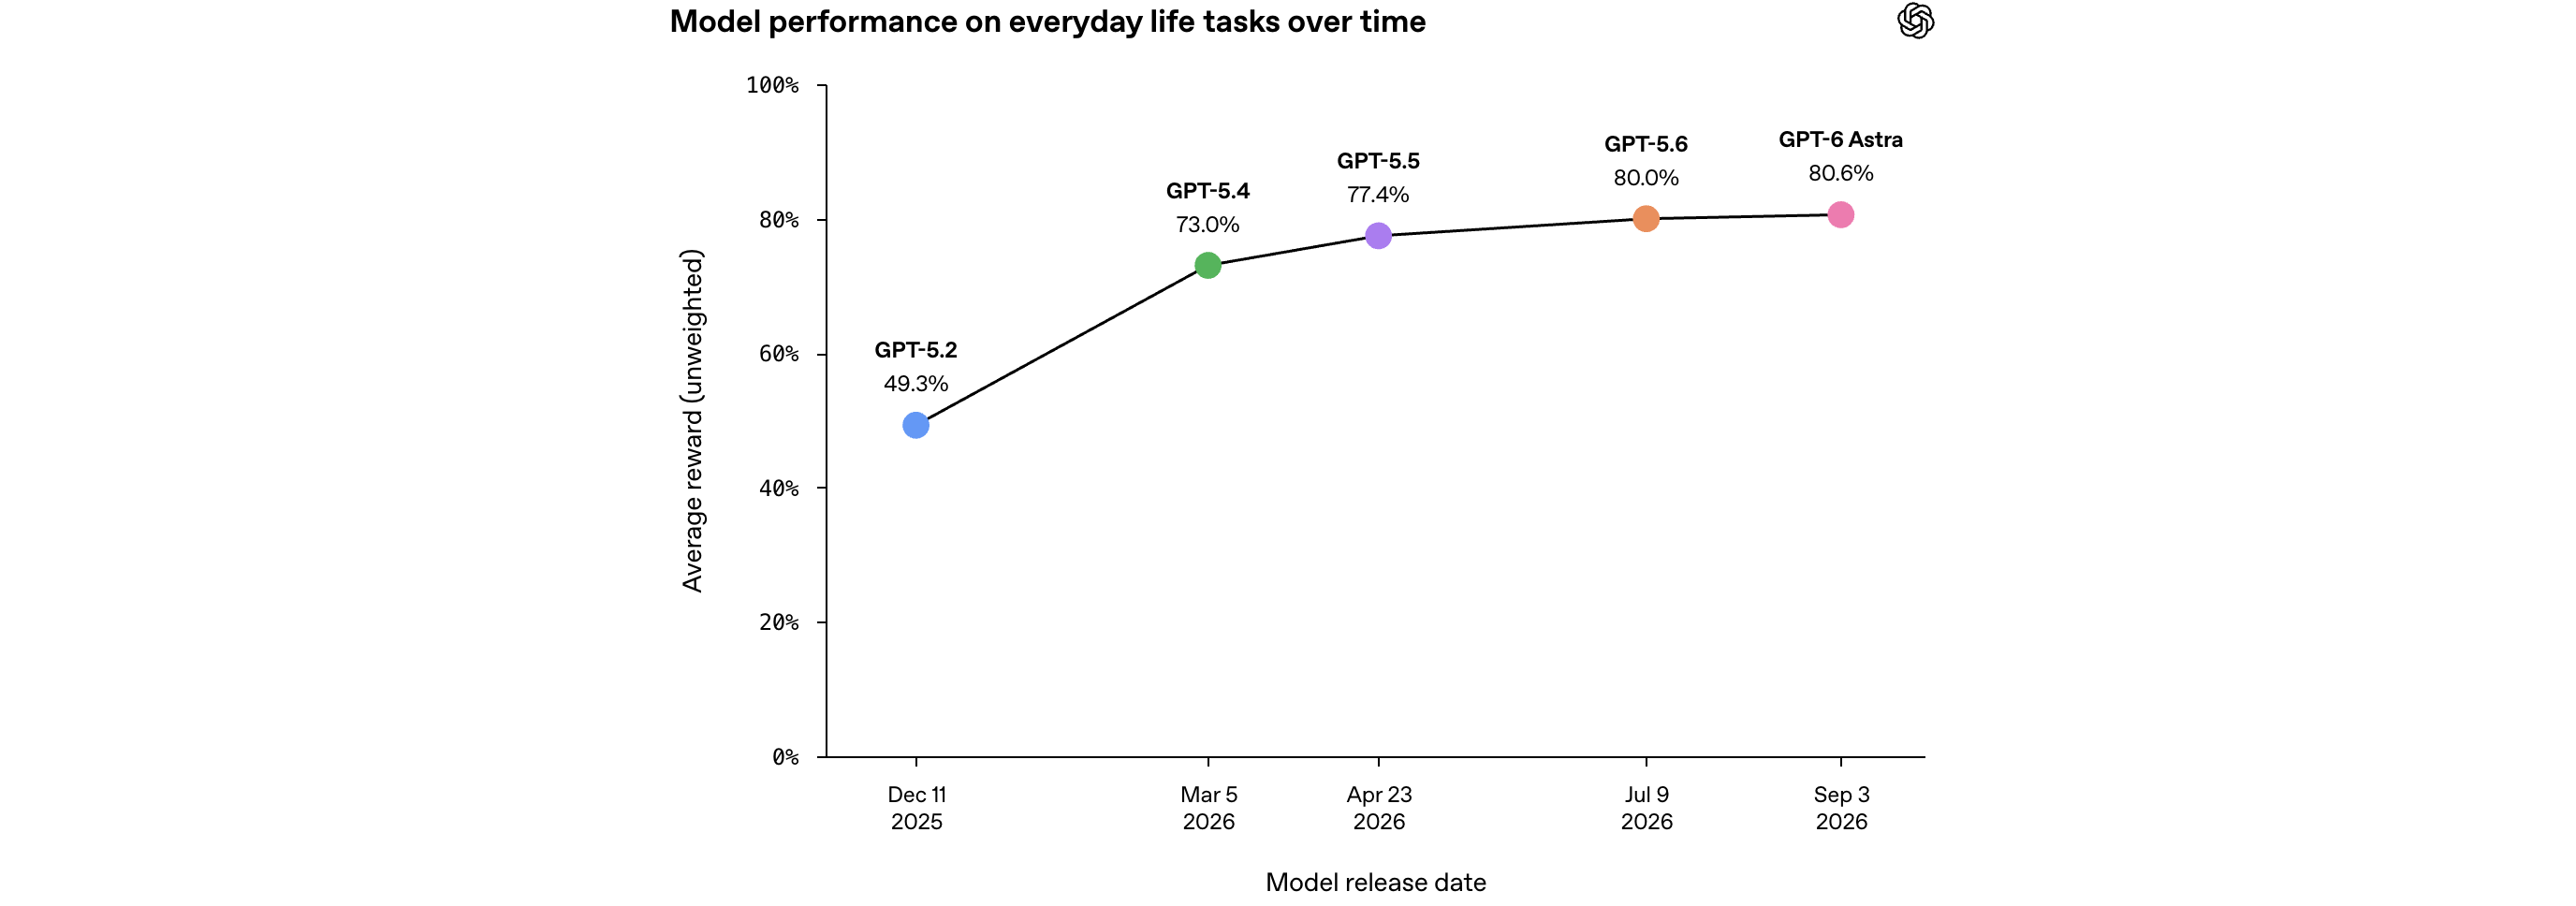 Model performance on everyday life tasks over time
100%
80%
60%
40%
20%
0%
Average reward (unweighted)
GPT-5.2
49.3%
GPT-5.4
73.0%
GPT-5.5
77.4%
GPT-5.6
80.0%
GPT-6 Astra
80.6%
Dec 11
2025
Mar 5
2026
Apr 23
2026
Jul 9
2026
Sep 3
2026
Model release date